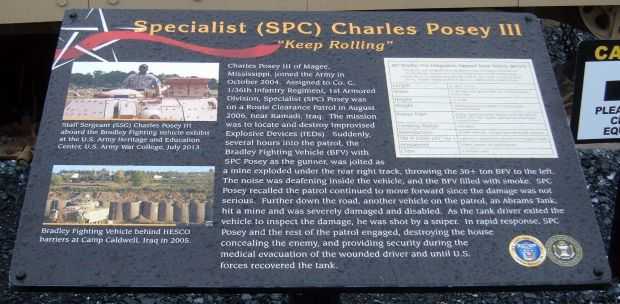 Specialist (SPC) Charles Posey III
"Keep Rolling"
Charles Posey III of Magee,
Mississippi, joined the Army in
October 2004. Assigned to Co. C,
1/36th Infantry Regiment, 1st Armored
Division, Specialist (SPC) Posey was
on a Route Clearance Patrol in August
2006, near Ramadi, Iraq. The mission
was to locate and destroy Improvised
Explosive Devices (IEDs). Suddenly,
several hours into the patrol, the
Bradley Fighting Vehicle (BFV) with
SPC Posey as the gunner, was jolted as
a mine exploded under the rear right track, throwing the 36+ ton BFV to the left.
The noise was deafening inside the vehicle, and the BFV filled with smoke. SPC
Posey recalled the patrol continued to move forward since the damage was not
serious. Further down the road, another vehicle on the patrol, an Abrams Tank,
hit a mine and was severely damaged and disabled. As the tank driver exited the
vehicle to inspect the damage, he was shot by a sniper. In rapid response, SPC
Posey and the rest of the patrol engaged, destroying the house
concealing the enemy, and providing security during the
medical evacuation of the wounded driver and until U.S.
forces recovered the tank.
Staff Sergeant (SSG) Charles Posey III
aboard the Bradley Fighting Vehicle exhibit
at the U.S. Army Heritage and Education
Center, U.S. Army War College, July 2013
Bradley Fighting Vehicle behind HESCO
barriers at Camp Caldwell, Iraq in 2005.
CA
PLEA
EQU